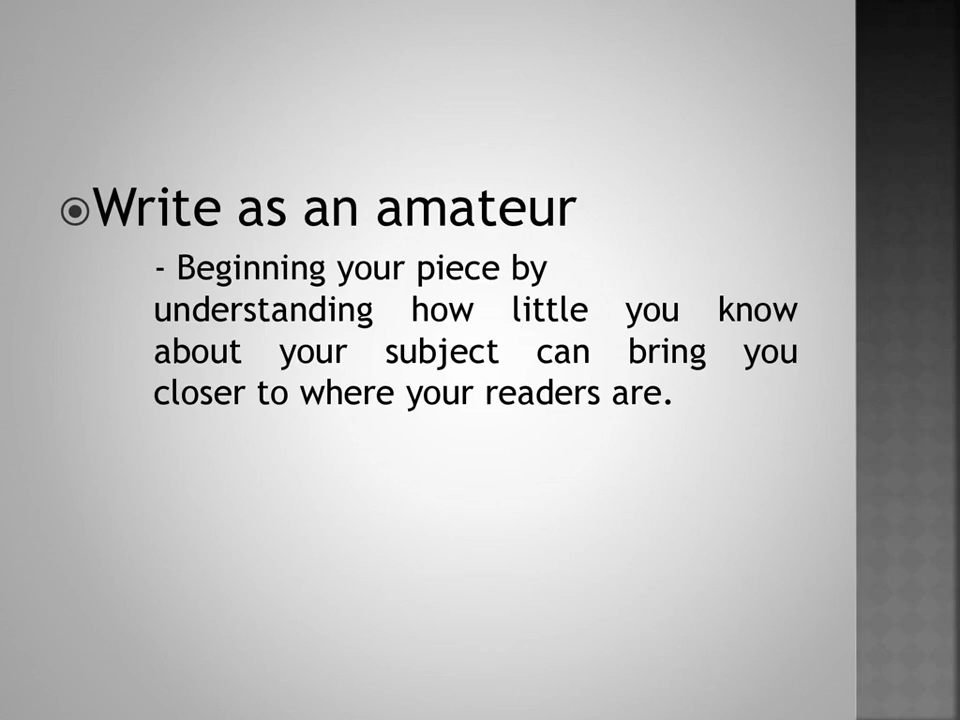 Write as an amateur
- Beginning your piece by
understanding how little you know
about your subject can bring you
closer to where your readers are.